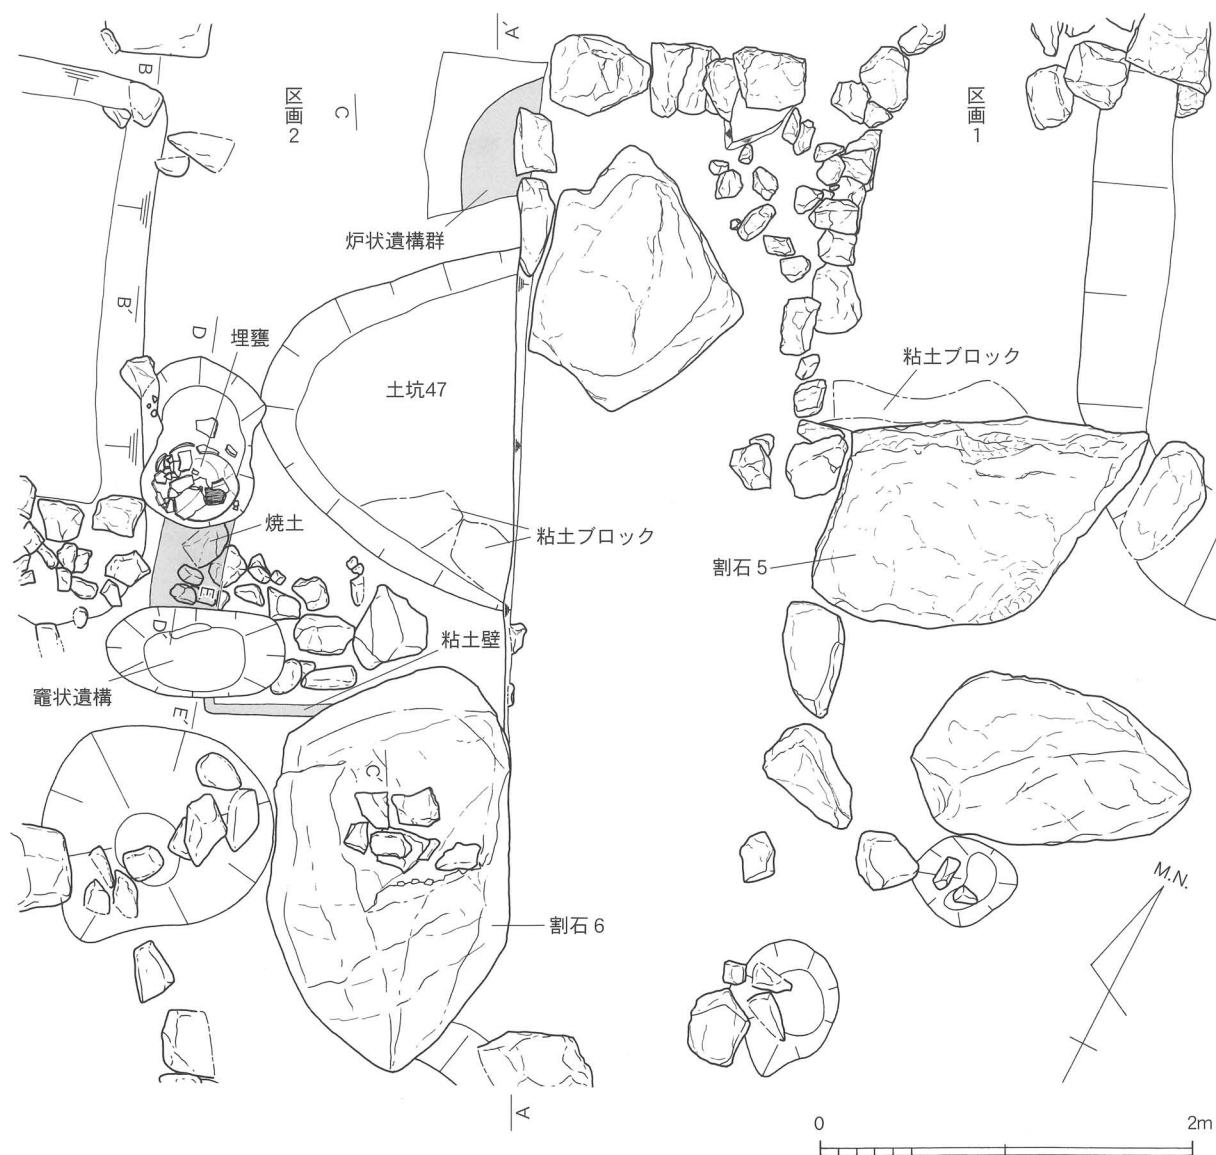 A′
B
区画2
C
区画1
炉状遺構群
B′
D
埋甕
土坑47
粘土ブロック
焼土
粘土ブロック
割石5
E
D′
粘土壁
竈状遺構
E′
C′
割石6
M.N.
A
0
2m